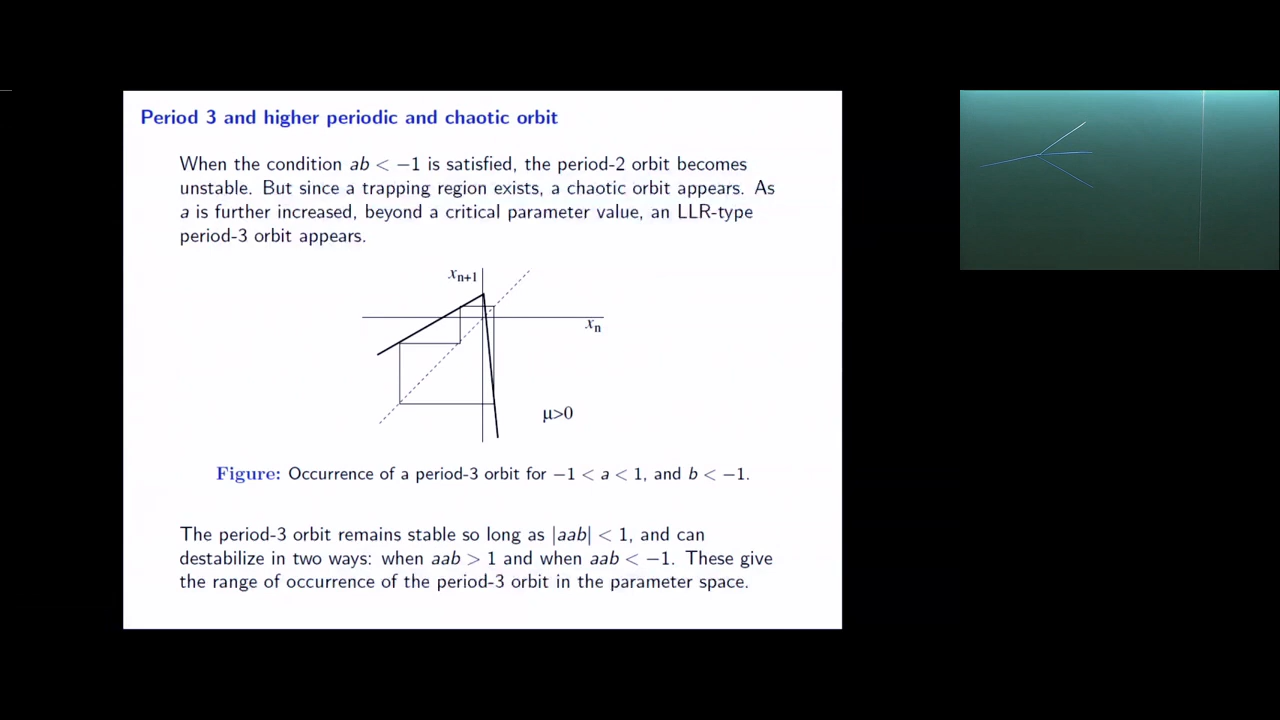 Period 3 and higher periodic and chaotic orbit
When the condition ab < −1 is satisfied, the period-2 orbit becomes
unstable. But since a trapping region exists, a chaotic orbit appears. As
a is further increased, beyond a critical parameter value, an LLR-type
period-3 orbit appears.
xn+1
xn
μ>0
Figure: Occurrence of a period-3 orbit for −1 < a < 1, and b < −1.
The period-3 orbit remains stable so long as |aab| < 1, and can
destabilize in two ways: when aab > 1 and when aab < −1. These give
the range of occurrence of the period-3 orbit in the parameter space.